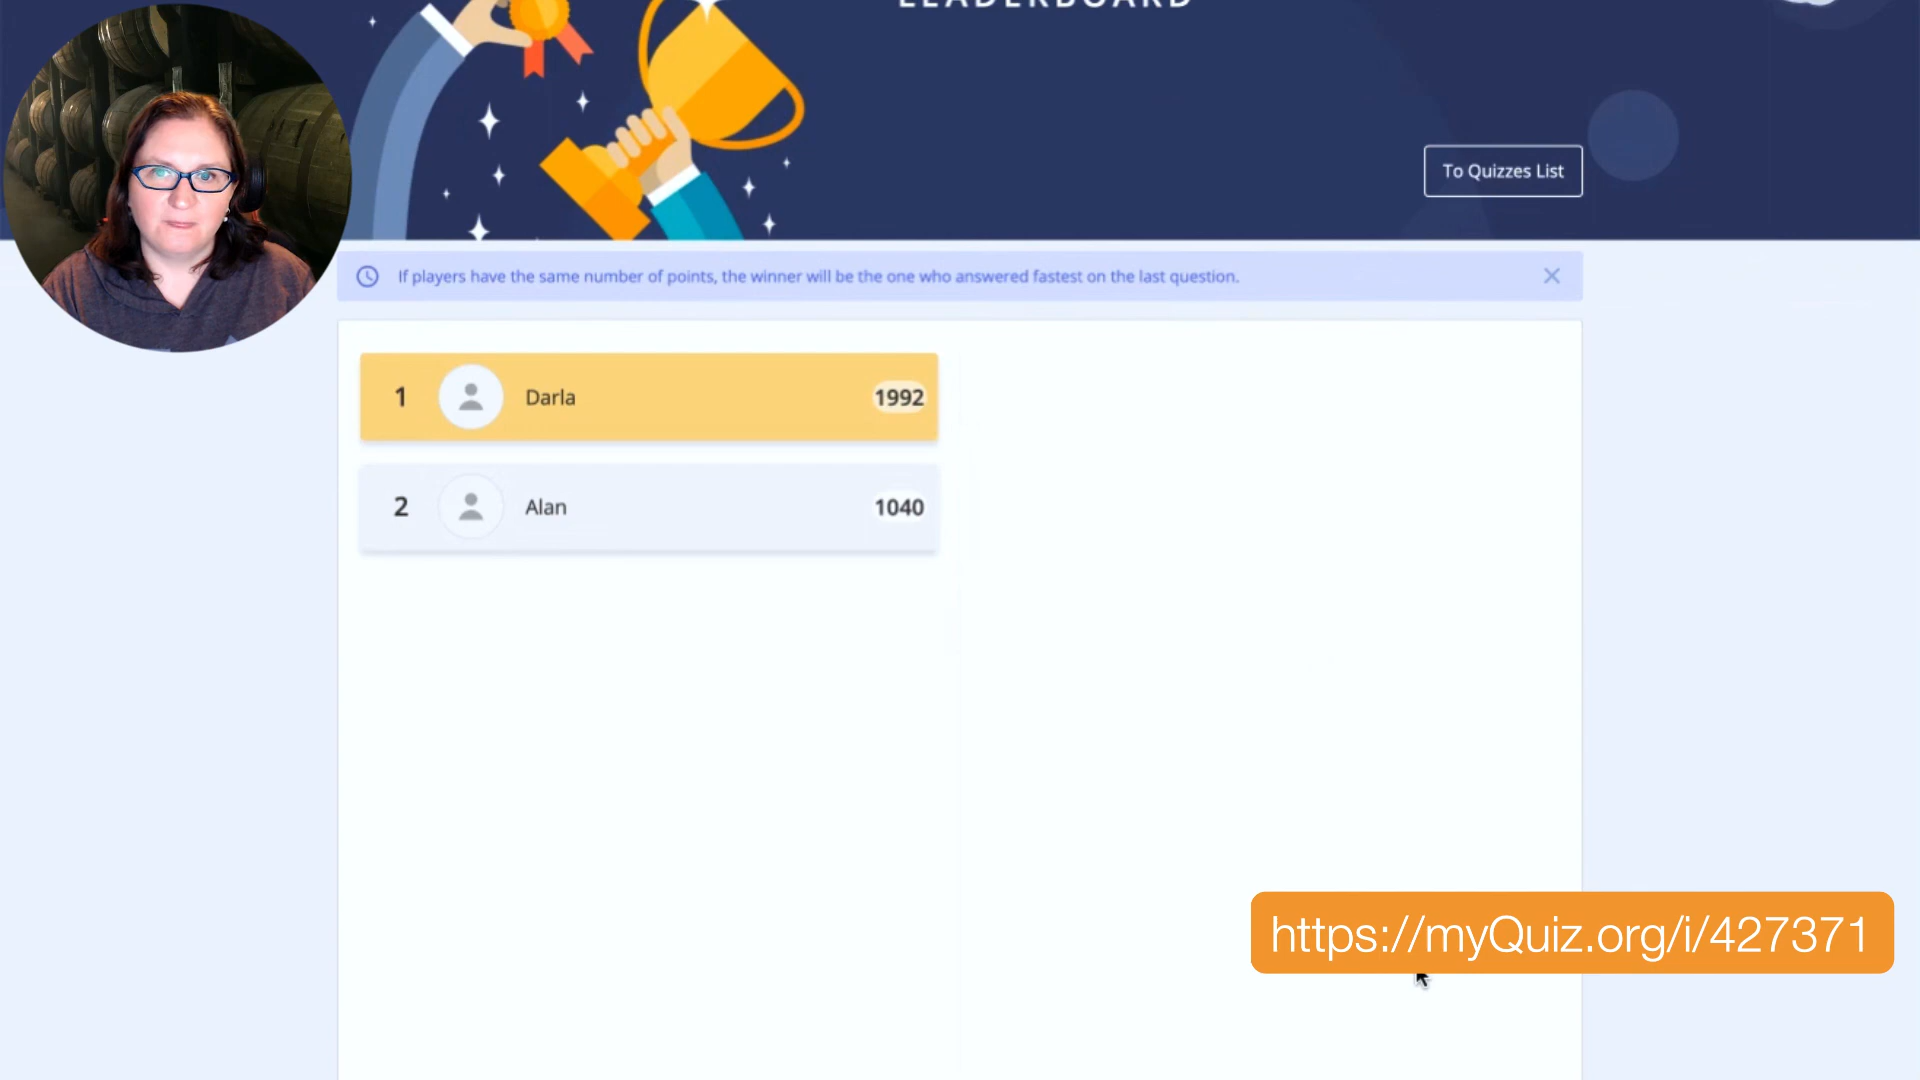 LEADERBOARD
To Quizzes List
If players have the same number of points, the winner will be the one who answered fastest on the last question.
1 Darla 1992
2 Alan 1040
https://myQuiz.org/i/427371